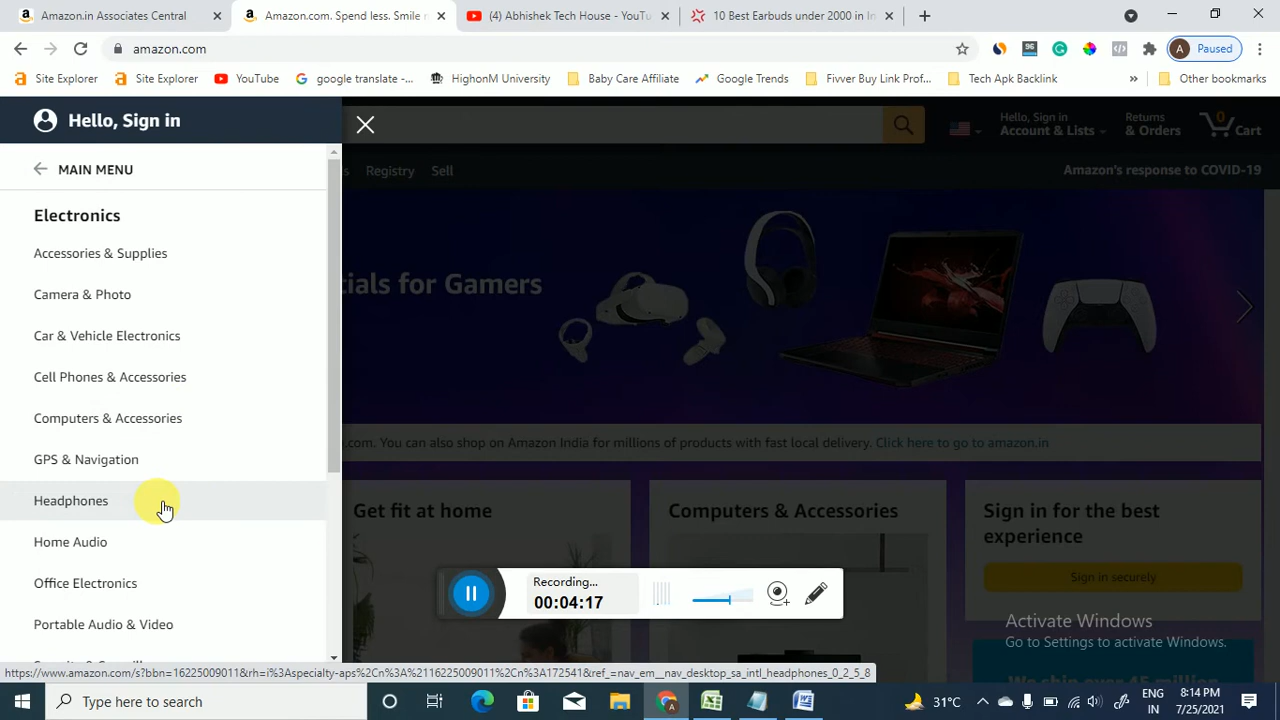 Amazon.in Associates Central
Amazon.com. Spend less. Smile m
(4) Abhishek Tech House - YouTu
10 Best Earbuds under 2000 in In
amazon.com
96
A
Paused
Site Explorer
Site Explorer
YouTube
google translate -...
HighonM University
Baby Care Affiliate
Google Trends
Fivver Buy Link Prof...
Tech Apk Backlink
»
Other bookmarks
Hello, Sign in
Hello, Sign in
Account & Lists
Returns
& Orders
0
Cart
MAIN MENU
s
Registry
Sell
Amazon's response to COVID-19
Electronics
Accessories & Supplies
Camera & Photo
Car & Vehicle Electronics
Cell Phones & Accessories
Computers & Accessories
GPS & Navigation
Headphones
Home Audio
Office Electronics
Portable Audio & Video
ials for Gamers
.com. You can also shop on Amazon India for millions of products with fast local delivery. Click here to go to amazon.in
Get fit at home
Computers & Accessories
Sign in for the best
experience
Sign in securely
Recording...
00:04:17
Activate Windows
Go to Settings to activate Windows.
https://www.amazon.com/s?bbn=16225009011&rh=i%3Aspecialty-aps%2Cn%3A%2116225009011%2Cn%3A172541&ref_=nav_em__nav_desktop_sa_intl_headphones_0_2_5_8
Type here to search
31°C
ENG
IN
8:14 PM
7/25/2021